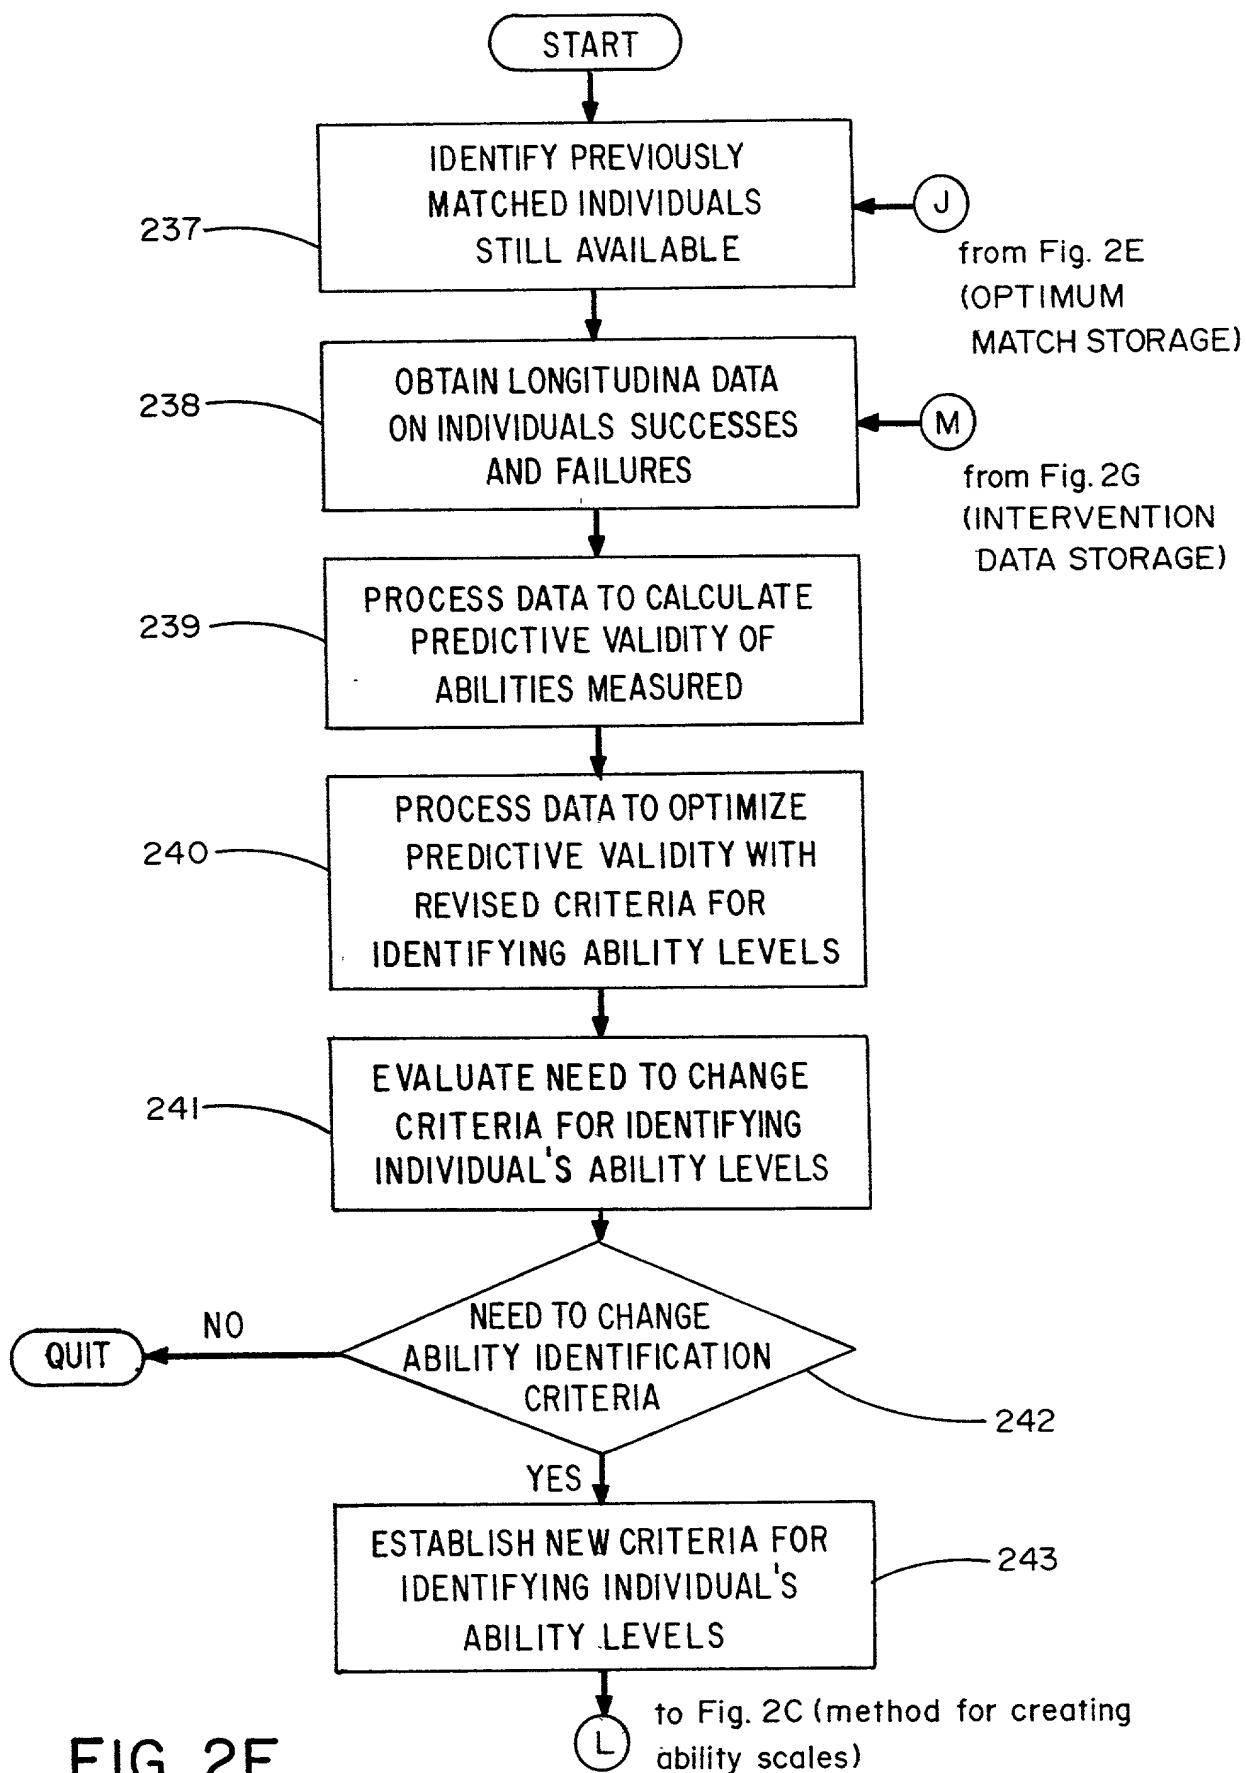 START
IDENTIFY PREVIOUSLY
MATCHED INDIVIDUALS
STILL AVAILABLE
237
J
from Fig. 2E
(OPTIMUM
MATCH STORAGE)
OBTAIN LONGITUDINA DATA
ON INDIVIDUALS SUCCESSES
AND FAILURES
238
M
from Fig. 2G
(INTERVENTION
DATA STORAGE)
PROCESS DATA TO CALCULATE
PREDICTIVE VALIDITY OF
ABILITIES MEASURED
239
PROCESS DATA TO OPTIMIZE
PREDICTIVE VALIDITY WITH
REVISED CRITERIA FOR
IDENTIFYING ABILITY LEVELS
240
EVALUATE NEED TO CHANGE
CRITERIA FOR IDENTIFYING
INDIVIDUAL'S ABILITY LEVELS
241
NEED TO CHANGE
ABILITY IDENTIFICATION
CRITERIA
242
NO
QUIT
YES
ESTABLISH NEW CRITERIA FOR
IDENTIFYING INDIVIDUAL'S
ABILITY LEVELS
243
L
to Fig. 2C (method for creating
ability scales)
FIG 2F